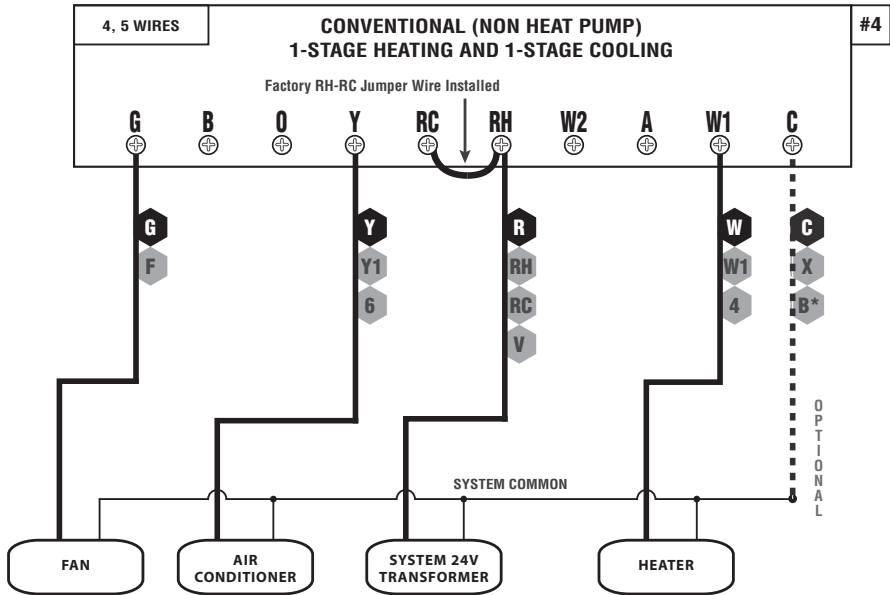 4, 5 WIRES
CONVENTIONAL (NON HEAT PUMP)
#4
1-STAGE HEATING AND 1-STAGE COOLING
Factory RH-RC Jumper Wire Installed
G B O Y RC RH W2 A W1 C
G Y R W C
F Y1 RH W1 X
6 RC 4 B*
V
OPTIONAL
SYSTEM COMMON
FAN
AIR
CONDITIONER
SYSTEM 24V
TRANSFORMER
HEATER